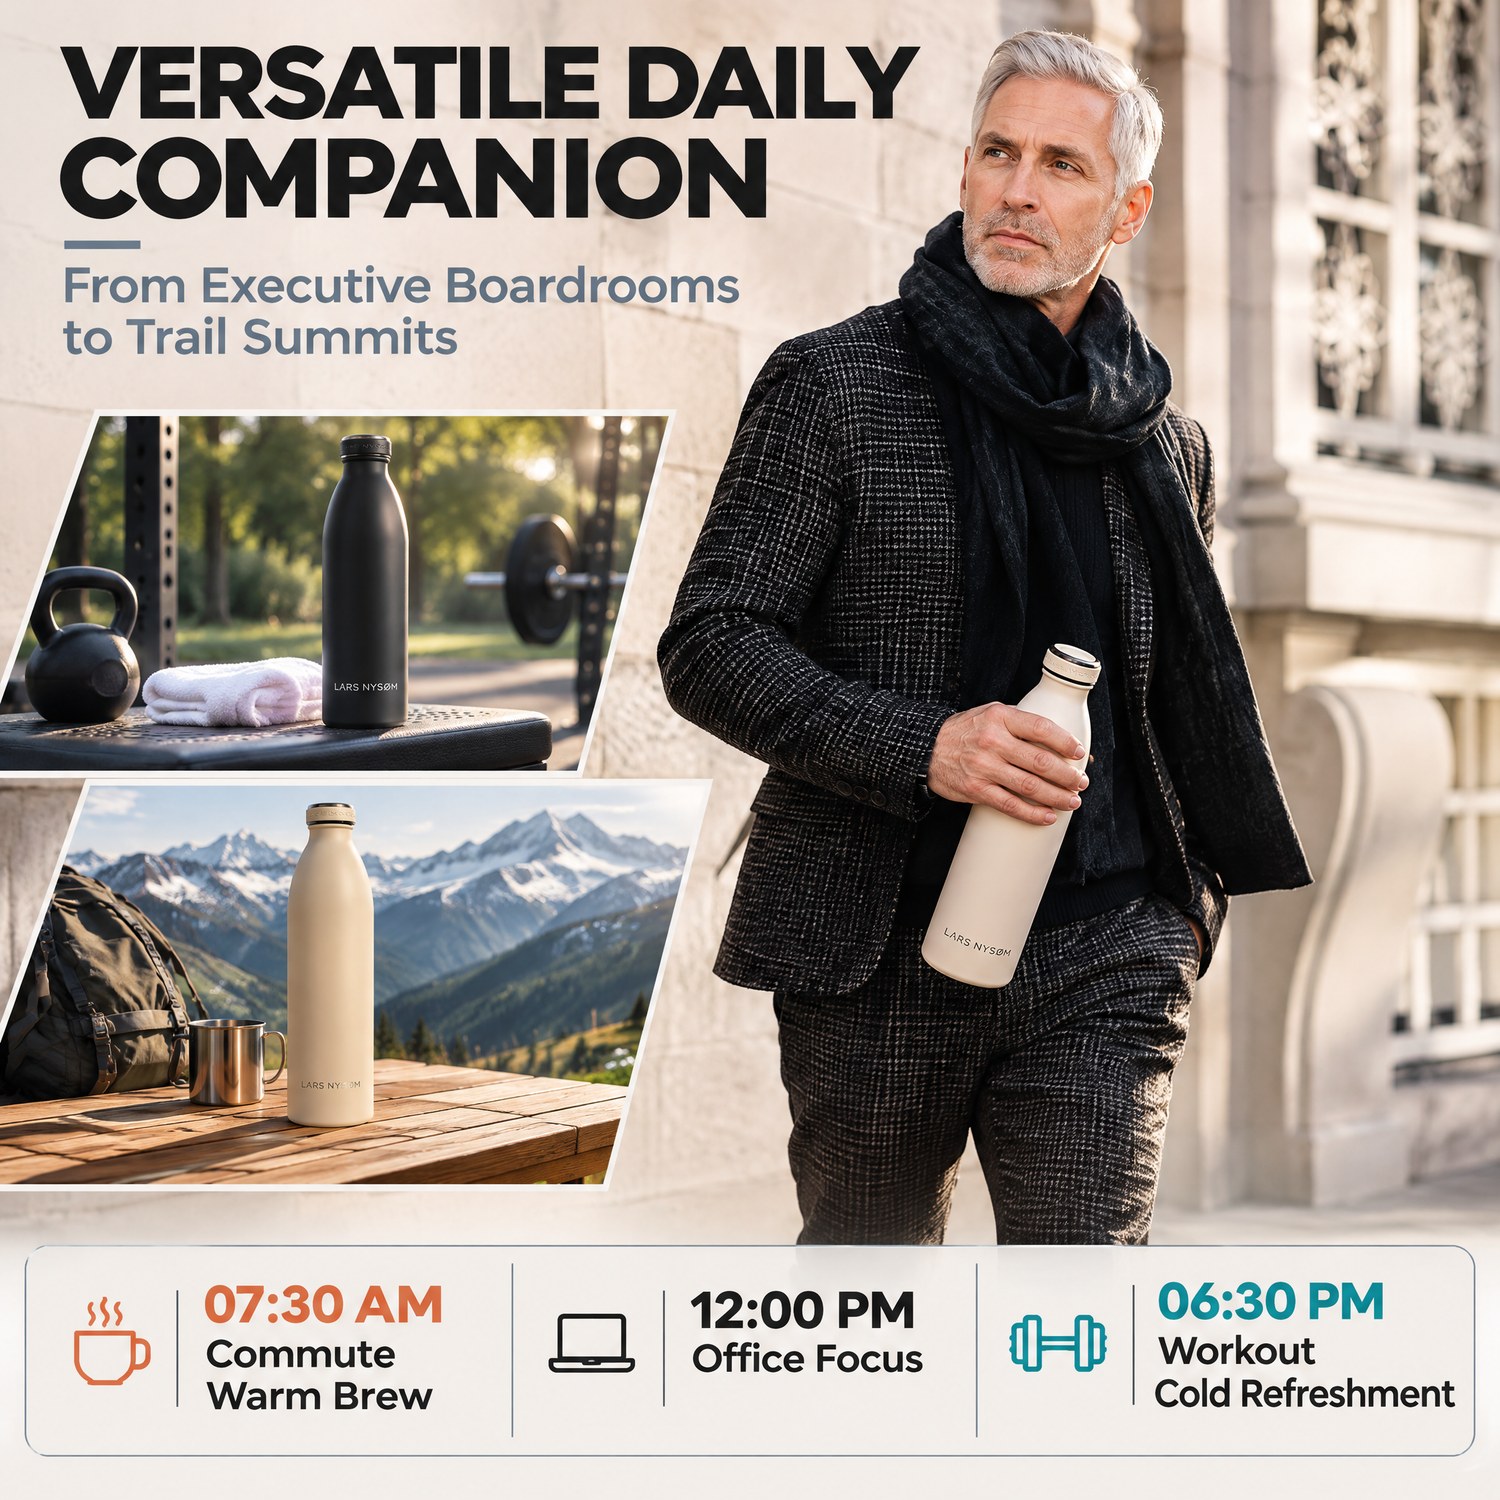 VERSATILE DAILY
COMPANION
From Executive Boardrooms
to Trail Summits
LARS NYSØM
LARS NYSØM
07:30 AM
Commute
Warm Brew
12:00 PM
Office Focus
06:30 PM
Workout
Cold Refreshment